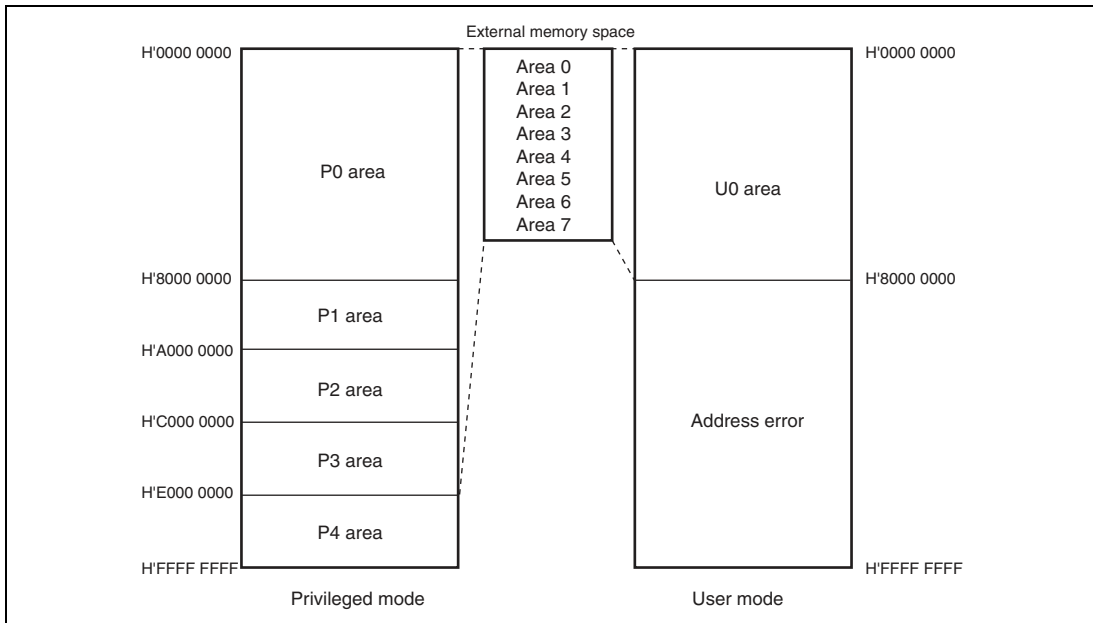 External memory space
H'0000 0000
Area 0
Area 1
Area 2
Area 3
Area 4
Area 5
Area 6
Area 7
H'0000 0000
P0 area
U0 area
H'8000 0000
H'8000 0000
P1 area
H'A000 0000
P2 area
H'C000 0000
Address error
P3 area
H'E000 0000
P4 area
H'FFFF FFFF
H'FFFF FFFF
Privileged mode
User mode